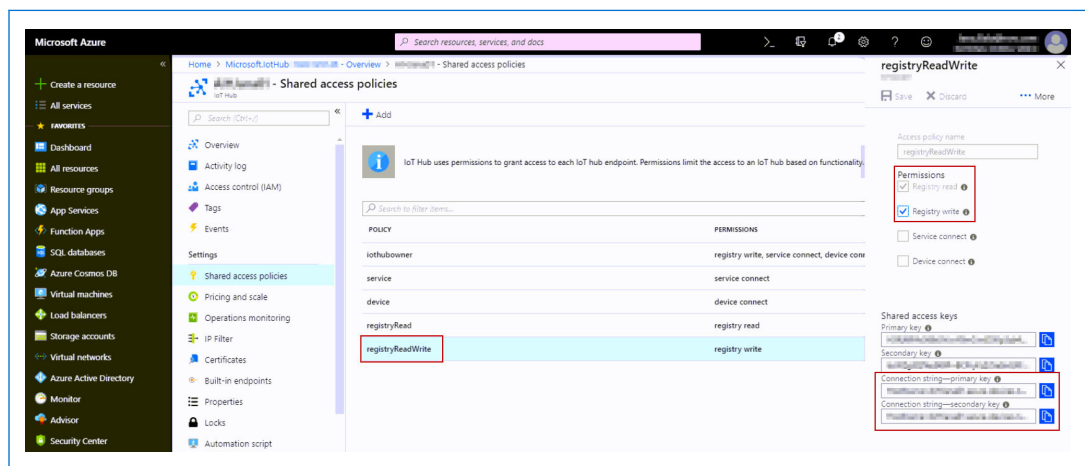 Microsoft Azure
Search resources, services, and docs
Create a resource
All services
FAVORITES
Dashboard
All resources
Resource groups
App Services
Function Apps
SQL databases
Azure Cosmos DB
Virtual machines
Load balancers
Storage accounts
Virtual networks
Azure Active Directory
Monitor
Advisor
Security Center
Home > Microsoft.IotHub - Overview > - Shared access policies
- Shared access policies
IoT Hub
Search (Ctrl+/)
Overview
Activity log
Access control (IAM)
Tags
Events
Settings
Shared access policies
Pricing and scale
Operations monitoring
IP Filter
Certificates
Built-in endpoints
Properties
Locks
Automation script
Add
IoT Hub uses permissions to grant access to each IoT hub endpoint. Permissions limit the access to an IoT hub based on functionality.
Search to filter items...
POLICY PERMISSIONS
iothubowner registry write, service connect, device conn
service service connect
device device connect
registryRead registry read
registryReadWrite registry write
registryReadWrite
Save Discard More
Access policy name
registryReadWrite
Permissions
Registry read
Registry write
Service connect
Device connect
Shared access keys
Primary key
Secondary key
Connection string—primary key
Connection string—secondary key